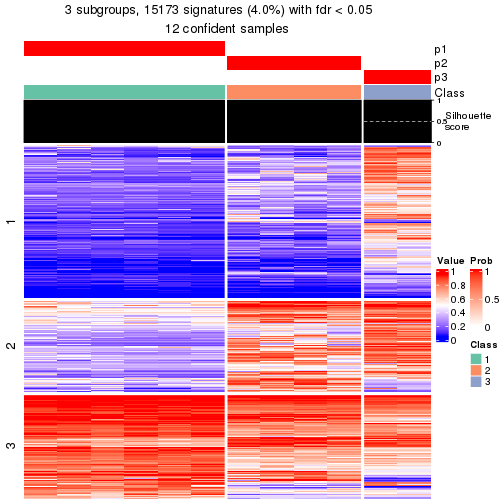 3 subgroups, 15173 signatures (4.0%) with fdr < 0.05
12 confident samples
p1
p2
p3
Class
1
0.5
0
Silhouette
score
1
2
3
Value
1
0.8
0.6
0.4
0.2
0
Prob
1
0.5
0
Class
1
2
3